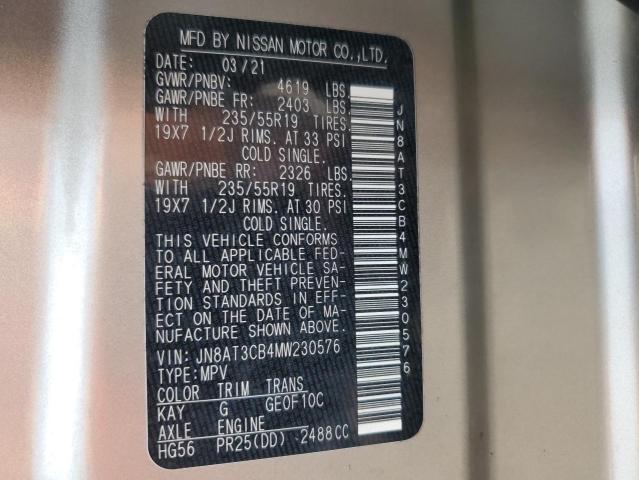 MFD BY NISSAN MOTOR CO.,LTD.
DATE: 03/21
GVWR/PNBV: 4619 LBS.
GAWR/PNBE FR: 2403 LBS.
WITH 235/55R19 TIRES.
19X7 1/2J RIMS. AT 33 PSI
COLD SINGLE.
GAWR/PNBE RR: 2326 LBS.
WITH 235/55R19 TIRES.
19X7 1/2J RIMS. AT 30 PSI
COLD SINGLE.
THIS VEHICLE CONFORMS
TO ALL APPLICABLE FED-
ERAL MOTOR VEHICLE SA-
FETY AND THEFT PREVEN-
TION STANDARDS IN EFF-
ECT ON THE DATE OF MA-
NUFACTURE SHOWN ABOVE.
VIN: JN8AT3CB4MW230576
TYPE:MPV
COLOR TRIM TRANS
KAY G GE0F10C
AXLE ENGINE
HG56 PR25(DD) 2488CC
JN8AT3CB4MW230576